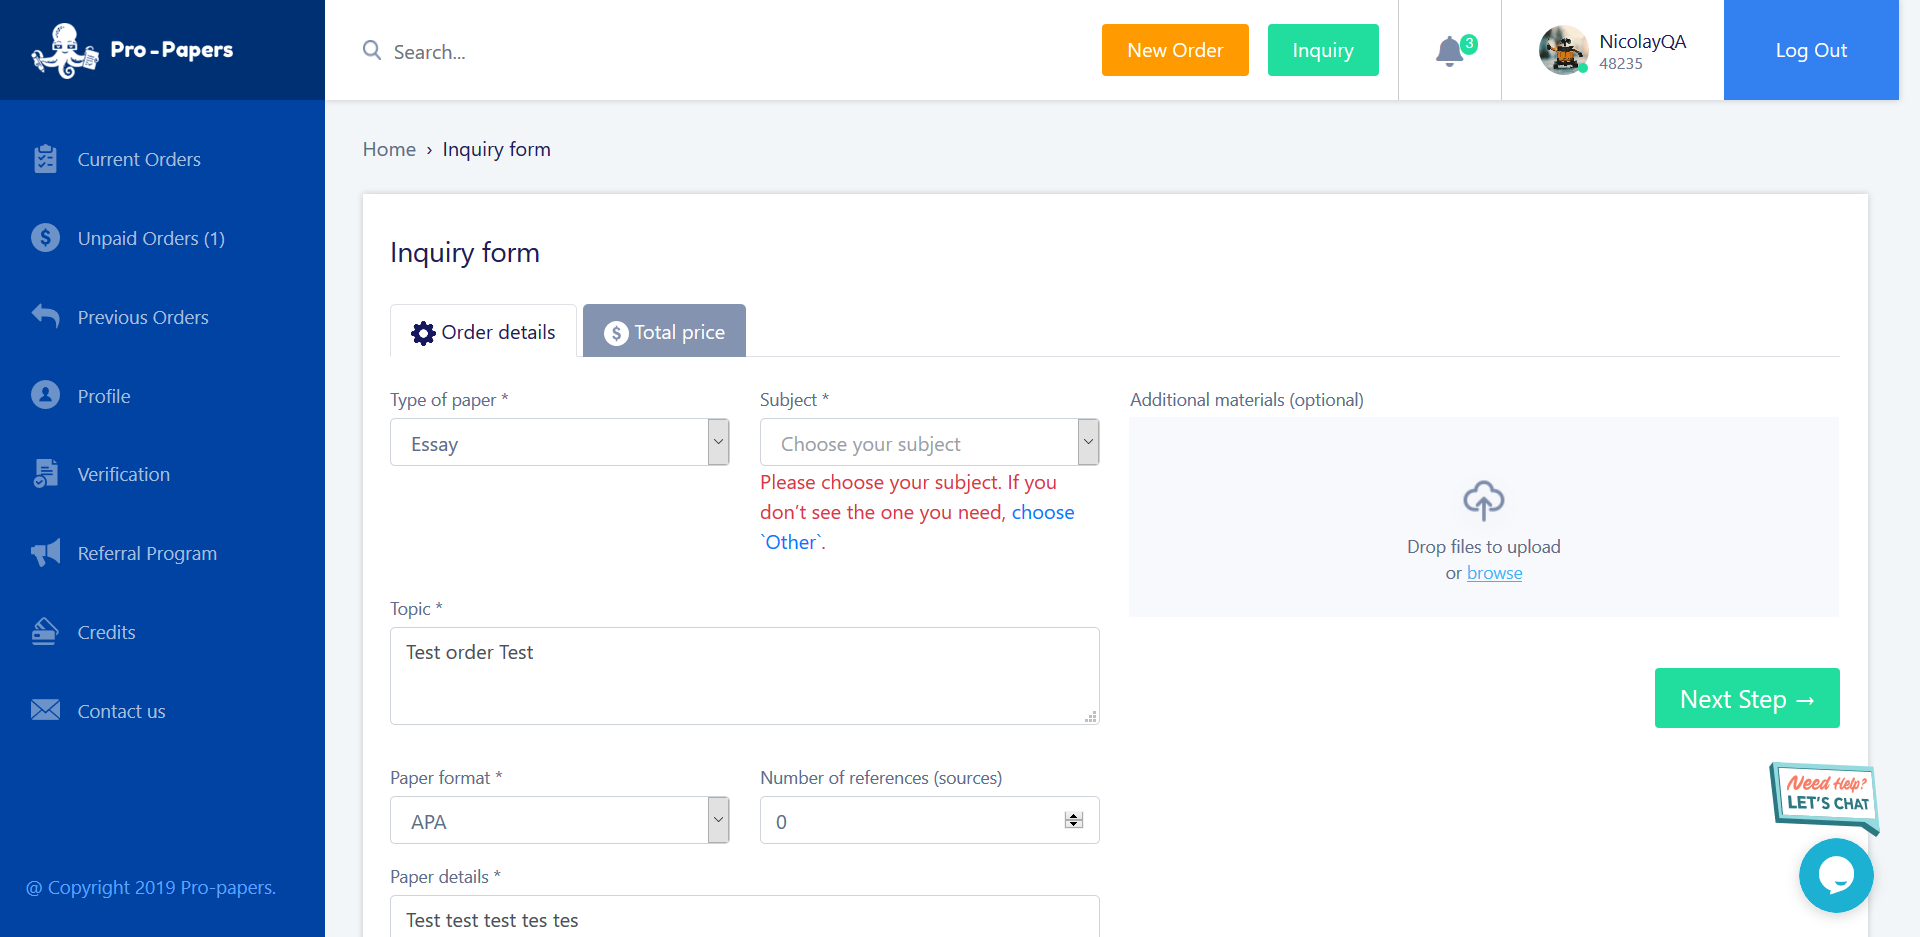 Pro-Papers
Search...
New Order
Inquiry
3
NicolayQA
48235
Log Out
Current Orders
Unpaid Orders (1)
Previous Orders
Profile
Verification
Referral Program
Credits
Contact us
@ Copyright 2019 Pro-papers.
Home › Inquiry form
Inquiry form
Order details
Total price
Type of paper *
Essay
Subject *
Choose your subject
Please choose your subject. If you
don’t see the one you need, choose
`Other`.
Additional materials (optional)
Drop files to upload
or browse
Topic *
Test order Test
Next Step →
Paper format *
APA
Number of references (sources)
0
Paper details *
Test test test tes tes
Need Help?
LET'S CHAT